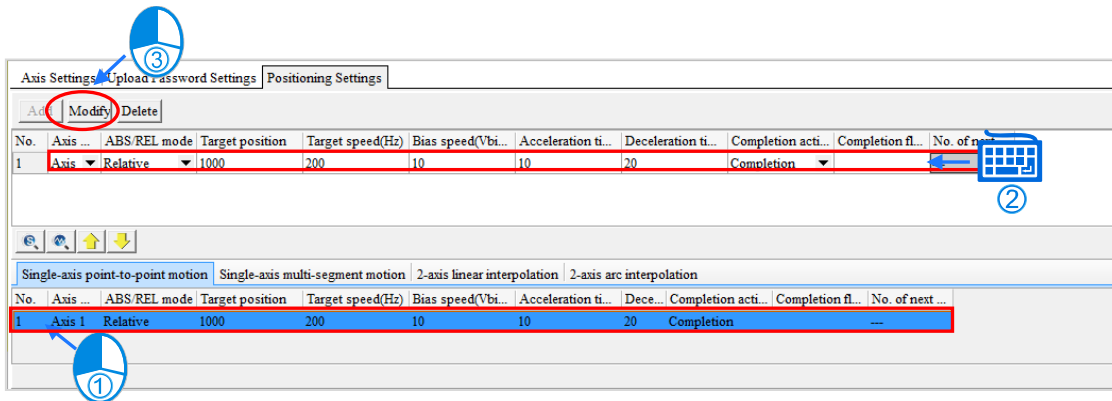 ③
Axis Settings Upload Password Settings Positioning Settings
Add Modify Delete
No. Axis ... ABS/REL mode Target position Target speed(Hz) Bias speed(Vbi... Acceleration ti... Deceleration ti... Completion acti... Completion fl... No. of next
1 Axis Relative 1000 200 10 10 20 Completion
②
Single-axis point-to-point motion Single-axis multi-segment motion 2-axis linear interpolation 2-axis arc interpolation
No. Axis ... ABS/REL mode Target position Target speed(Hz) Bias speed(Vbi... Acceleration ti... Dece... Completion acti... Completion fl... No. of next ...
1 Axis 1 Relative 1000 200 10 10 20 Completion ---
①